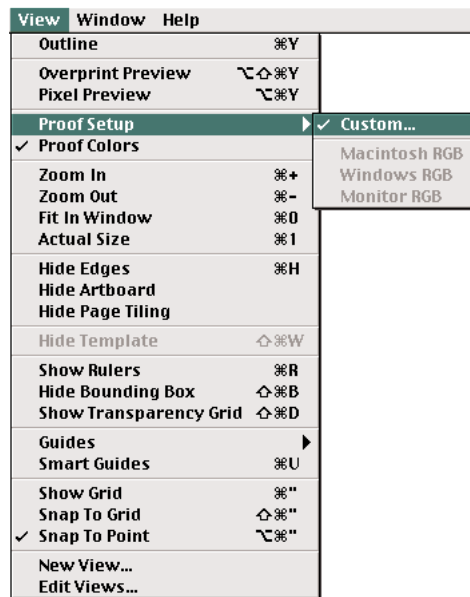 View Window Help
Outline ⌘Y
Overprint Preview ⌥⇧⌘Y
Pixel Preview ⌥⌘Y
Proof Setup ▶
✓ Proof Colors
Zoom In ⌘+
Zoom Out ⌘-
Fit In Window ⌘0
Actual Size ⌘1
Hide Edges ⌘H
Hide Artboard
Hide Page Tiling
Hide Template ⇧⌘W
Show Rulers ⌘R
Hide Bounding Box ⇧⌘B
Show Transparency Grid ⇧⌘D
Guides ▶
Smart Guides ⌘U
Show Grid ⌘"
Snap To Grid ⇧⌘"
✓ Snap To Point ⌥⌘"
New View...
Edit Views...
✓ Custom...
Macintosh RGB
Windows RGB
Monitor RGB